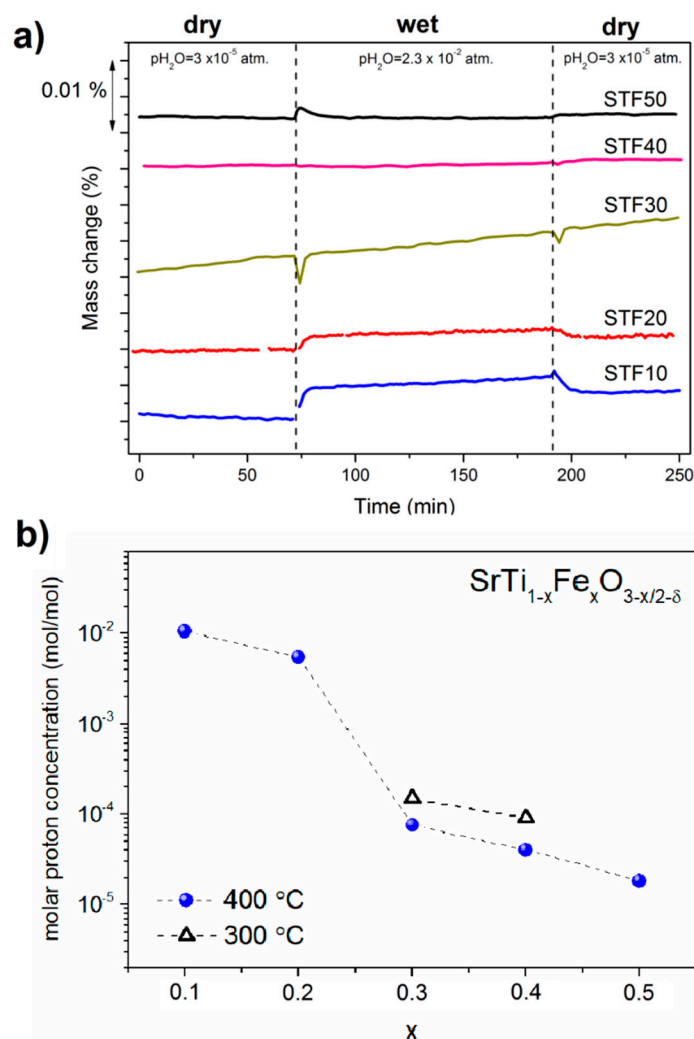 dry wet dry
a)
pH₂O=3 x10⁻⁵ atm. pH₂O=2.3 x10⁻² atm. pH₂O=3 x10⁻⁵ atm.
0.01 %
STF50
STF40
STF30
STF20
STF10
Mass change (%)
0 50 100 150 200 250
Time (min)
b)
SrTi₁₋ₓFeₓO₃₋ₓ/₂₋δ
molar proton concentration (mol/mol)
10⁻²
10⁻³
10⁻⁴
10⁻⁵
400 °C
300 °C
0.1 0.2 0.3 0.4 0.5
x